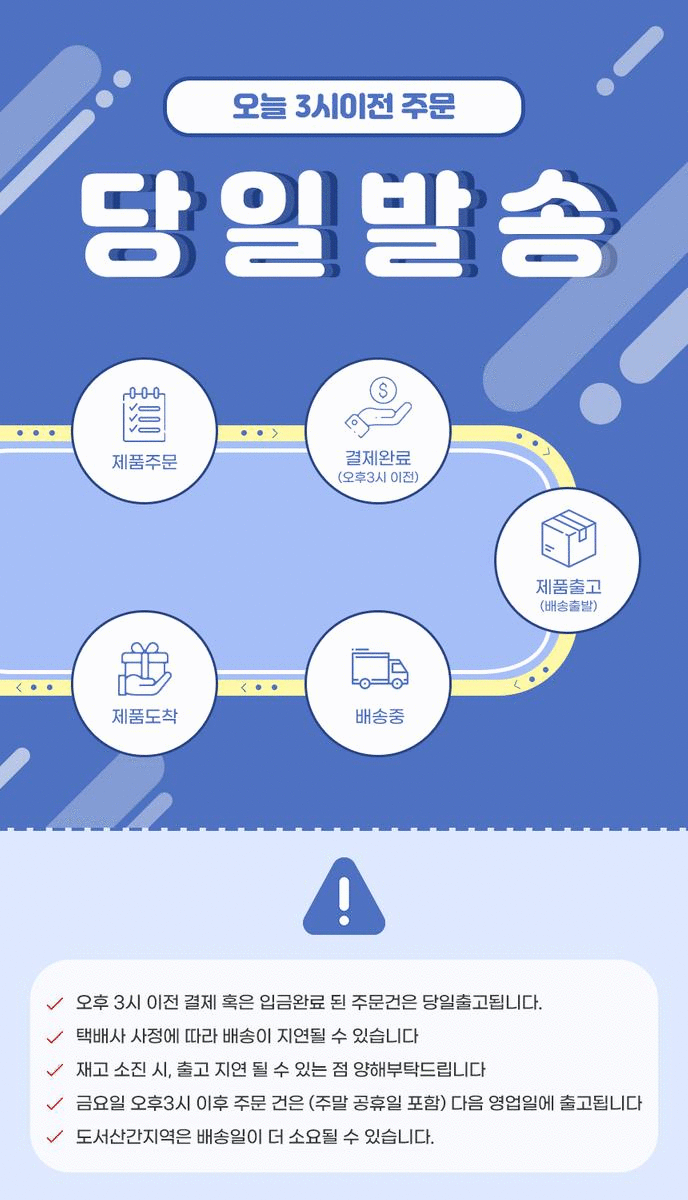 오늘 3시이전 주문
당일발송
제품주문
결제완료
(오후3시 이전)
제품출고
(배송출발)
배송중
제품도착
오후 3시 이전 결제 혹은 입금완료 된 주문건은 당일출고됩니다.
택배사 사정에 따라 배송이 지연될 수 있습니다
재고 소진 시, 출고 지연 될 수 있는 점 양해부탁드립니다
금요일 오후3시 이후 주문 건은 (주말 공휴일 포함) 다음 영업일에 출고됩니다
도서산간지역은 배송일이 더 소요될 수 있습니다.